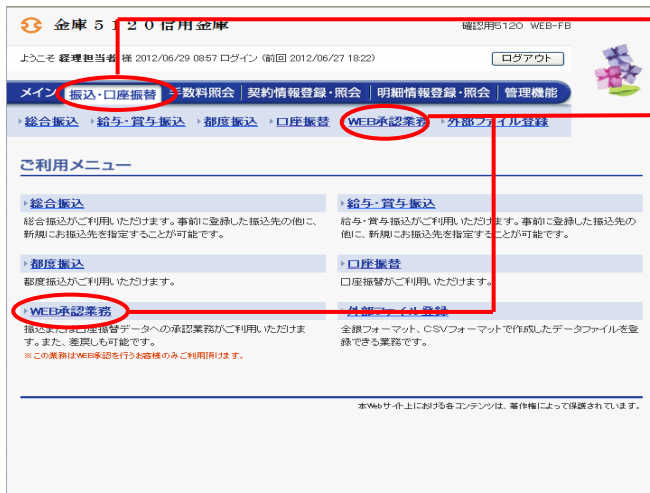 金庫5120信用金庫
確認用5120 WEB-FB
ようこそ 経理担当者 様 2012/06/29 08:57 ログイン (前回 2012/06/27 18:22)
ログアウト
メイン 振込・口座振替 手数料照会 契約情報登録・照会 明細情報登録・照会 管理機能
総合振込 給与・賞与振込 都度振込 口座振替 WEB承認業務 外部ファイル登録
ご利用メニュー
総合振込
総合振込がご利用いただけます。事前に登録した振込先の他に、
新規にお振込先を指定することが可能です。
給与・賞与振込
給与・賞与振込がご利用いただけます。事前に登録した振込先の
他に、新規にお振込先を指定することが可能です。
都度振込
都度振込がご利用いただけます。
口座振替
口座振替がご利用いただけます。
WEB承認業務
振込または口座振替データへの承認業務がご利用いただけま
す。また、差戻しも可能です。
※この業務はWEB承認を行うお客様のみご利用頂けます。
外部ファイル登録
全銀フォーマット、CSVフォーマットで作成したデータファイルを登
録できる業務です。
本Webサイト上における各コンテンツは、著作権によって保護されています。